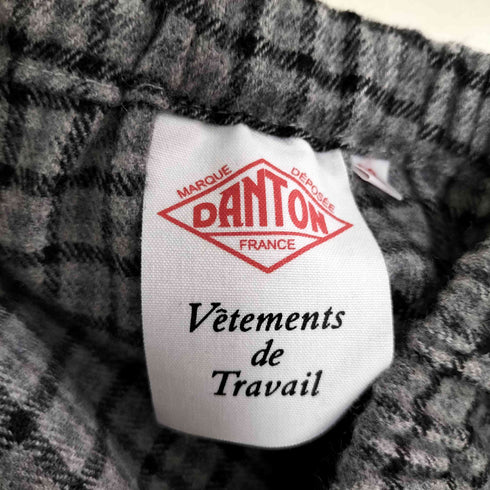 MARQUE DÉPOSÉE
DANTON
FRANCE
Vêtements
de
Travail